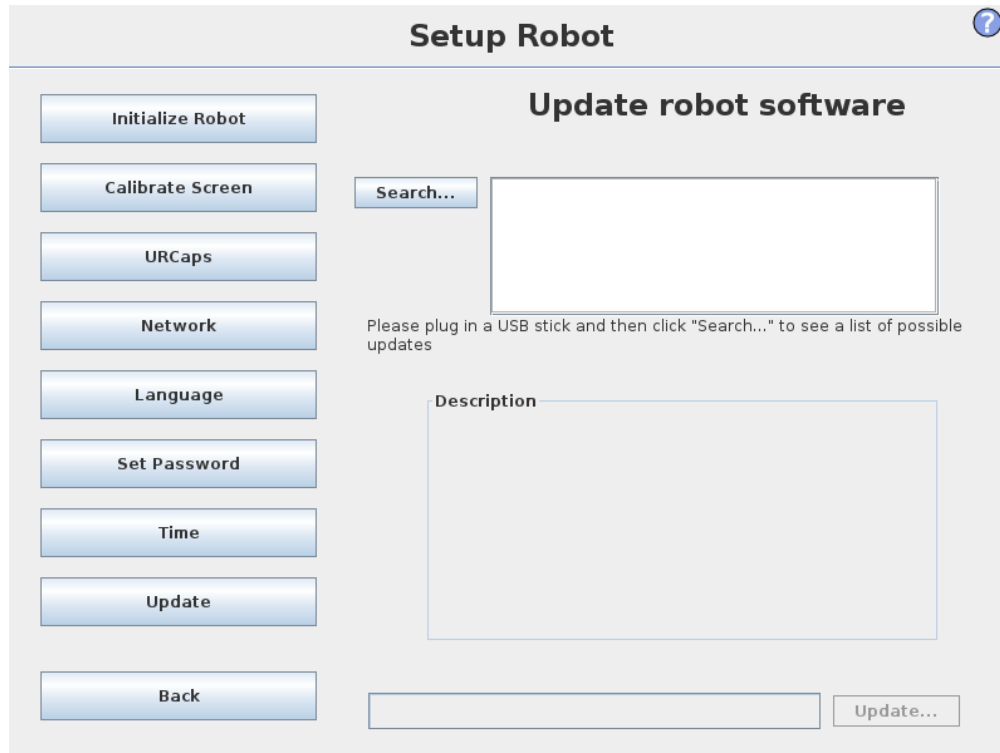 Setup Robot
?
Initialize Robot
Calibrate Screen
URCaps
Network
Language
Set Password
Time
Update
Back
Update robot software
Search...
Please plug in a USB stick and then click "Search..." to see a list of possible
updates
Description
Update...